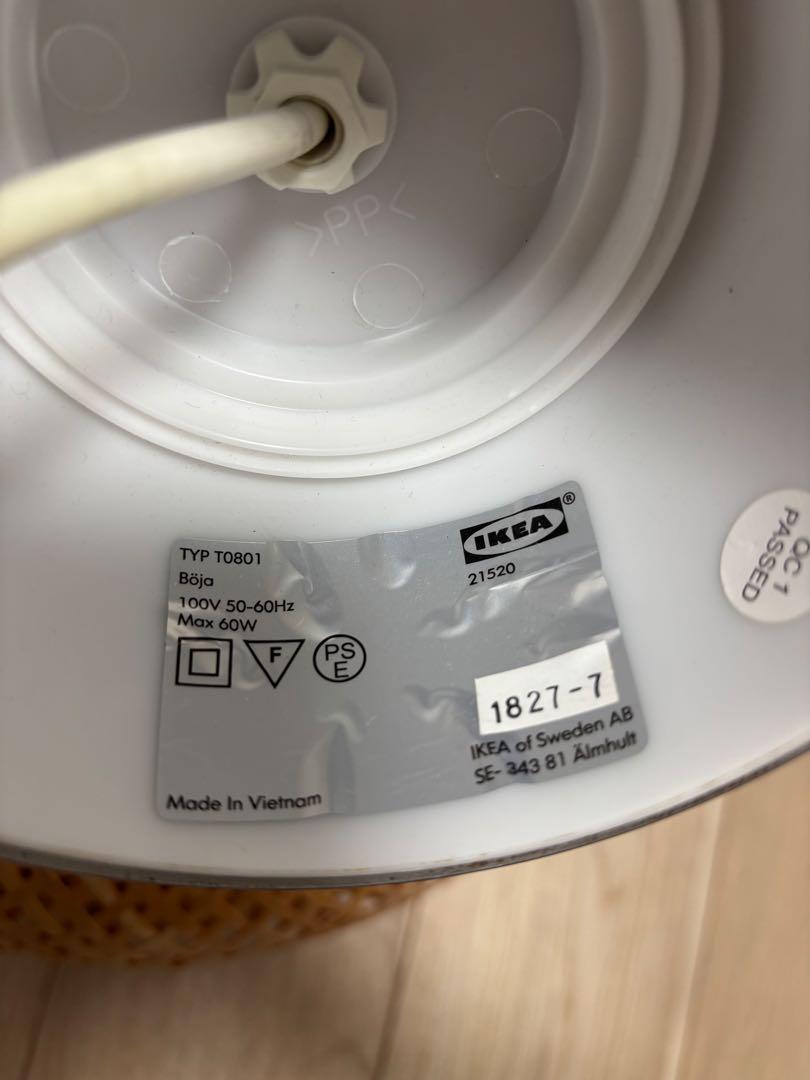 >PP<
TYP T0801
Böja
100V 50-60Hz
Max 60W
F
PS
E
Made In Vietnam
IKEA®
21520
1827-7
IKEA of Sweden AB
SE- 343 81 Älmhult
QC 1
PASSED